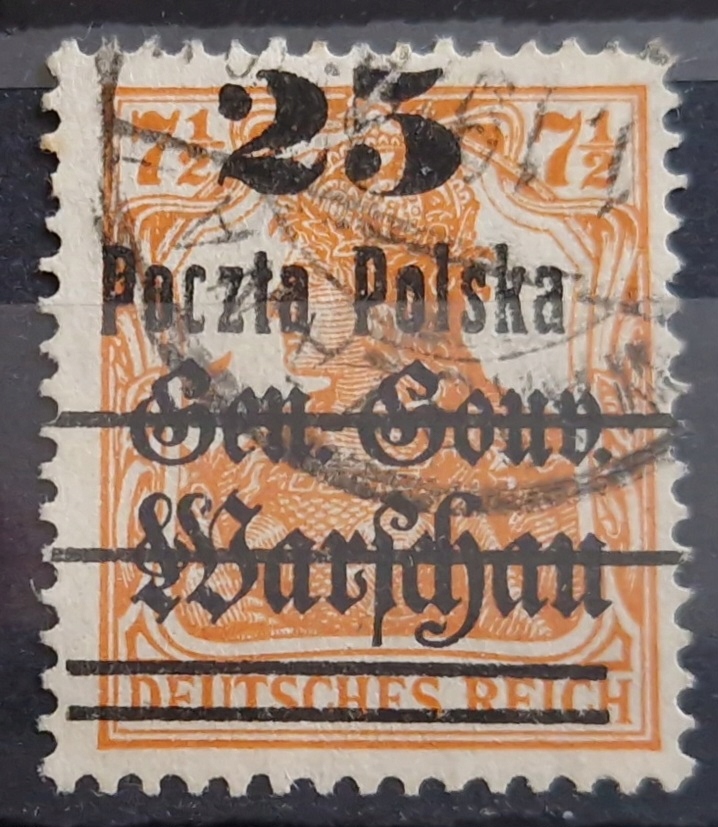 25
7½ 7½
Poczta Polska
Gen. Gouv.
Warschau
DEUTSCHES REICH